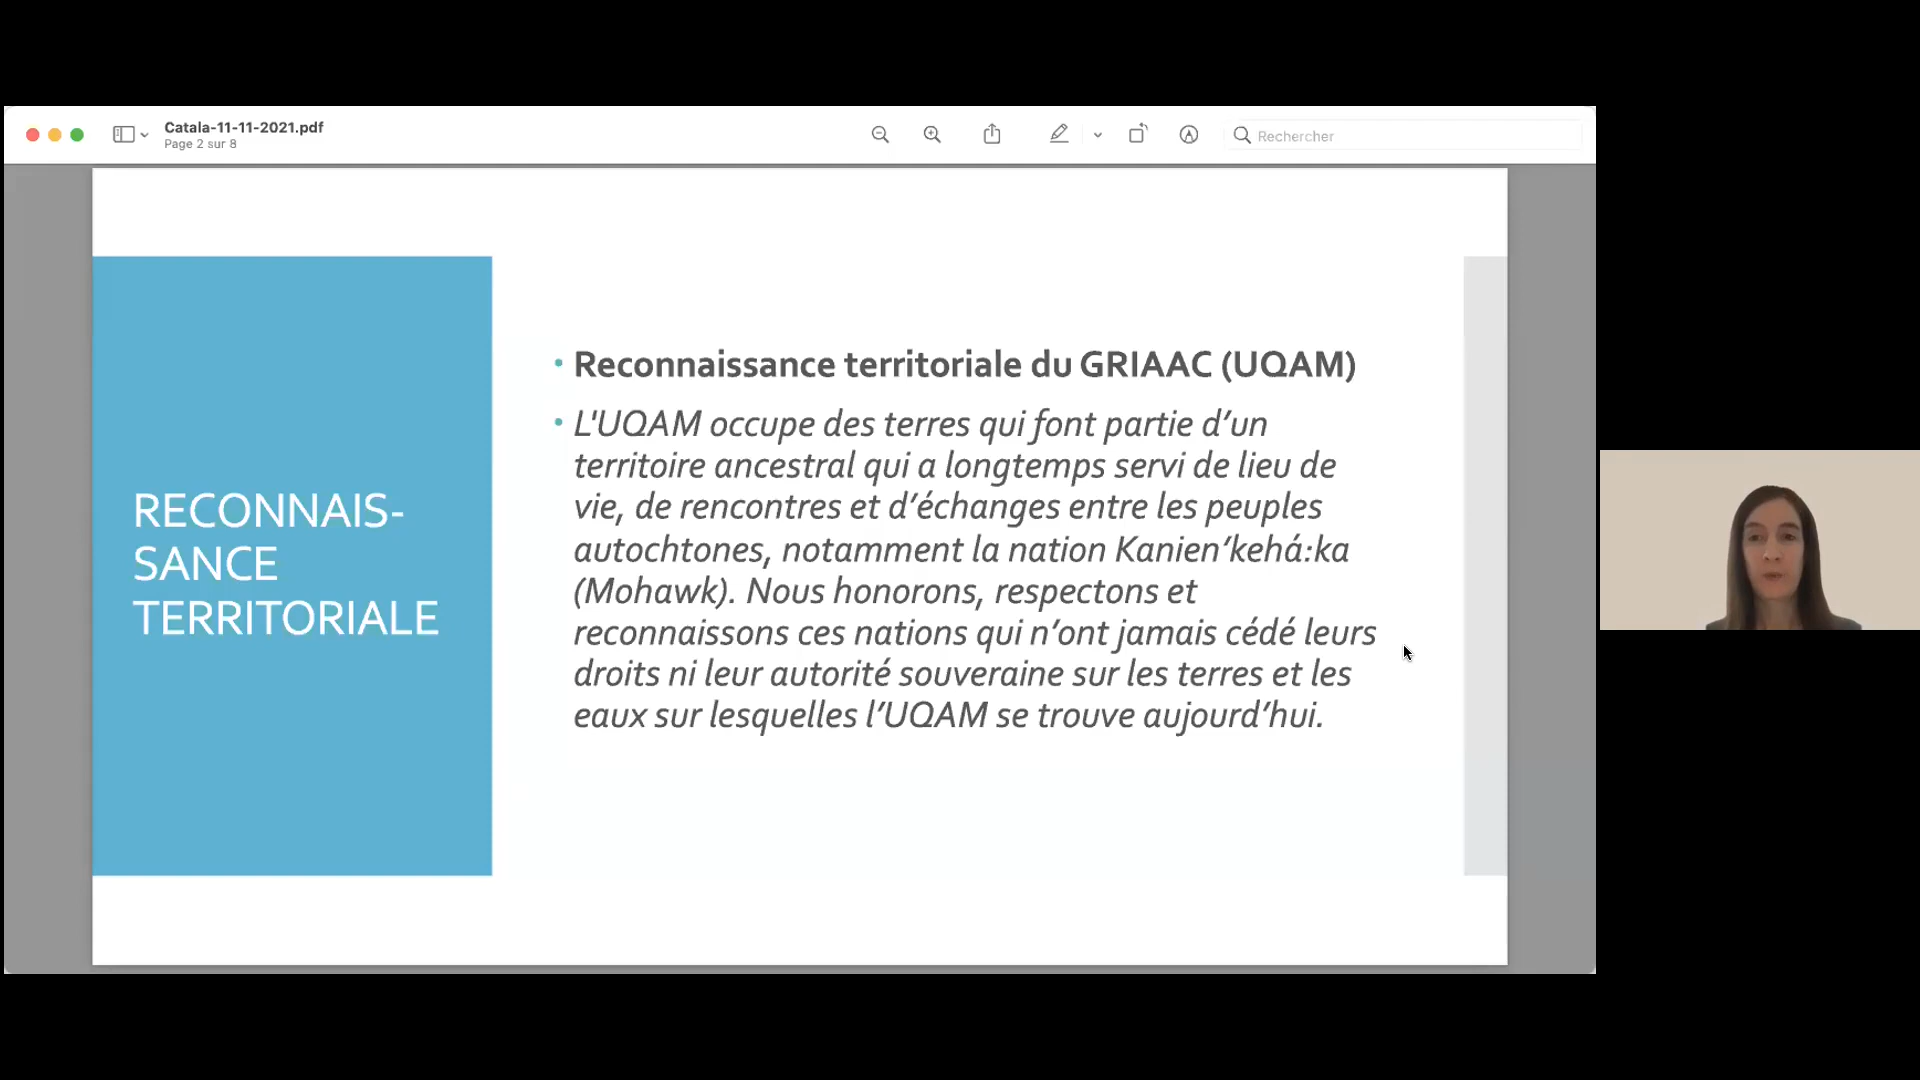 Catala-11-11-2021.pdf
Page 2 sur 8
Rechercher
RECONNAIS-
SANCE
TERRITORIALE
• Reconnaissance territoriale du GRIAAC (UQAM)
• L'UQAM occupe des terres qui font partie d’un
territoire ancestral qui a longtemps servi de lieu de
vie, de rencontres et d’échanges entre les peuples
autochtones, notamment la nation Kanien’kehá:ka
(Mohawk). Nous honorons, respectons et
reconnaissons ces nations qui n’ont jamais cédé leurs
droits ni leur autorité souveraine sur les terres et les
eaux sur lesquelles l’UQAM se trouve aujourd’hui.